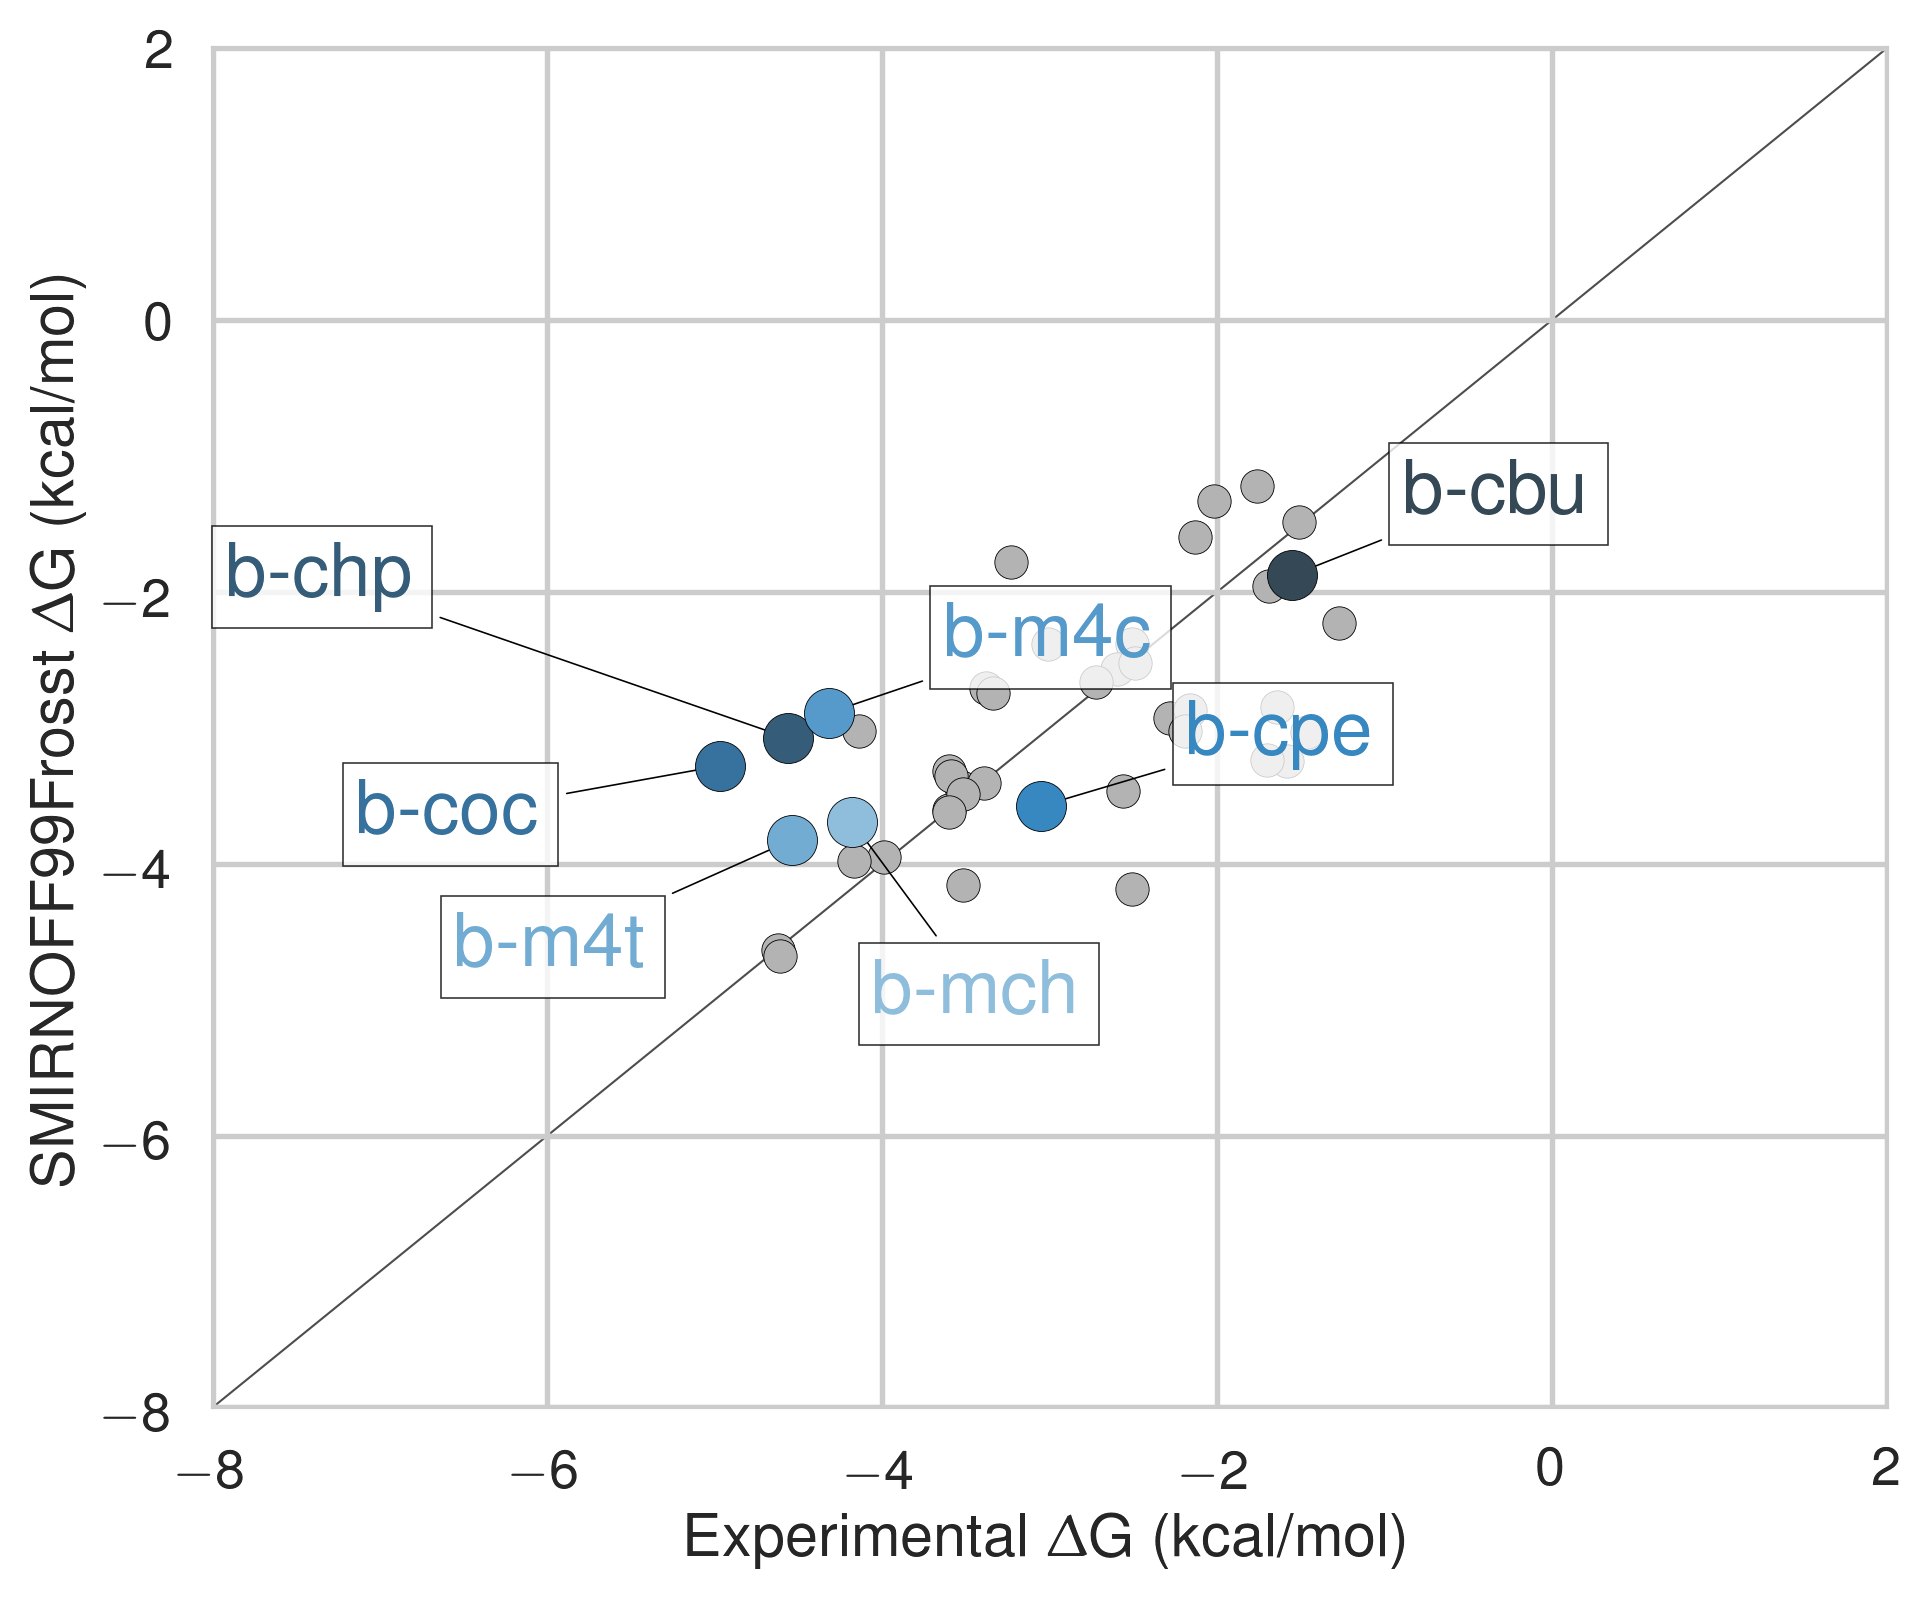 SMIRNOFF99Frosst ΔG (kcal/mol)
2
0
−2
−4
−6
−8
b-cbu
b-chp
b-m4c
b-cpe
b-coc
b-m4t
b-mch
−8
−6
−4
−2
0
2
Experimental ΔG (kcal/mol)